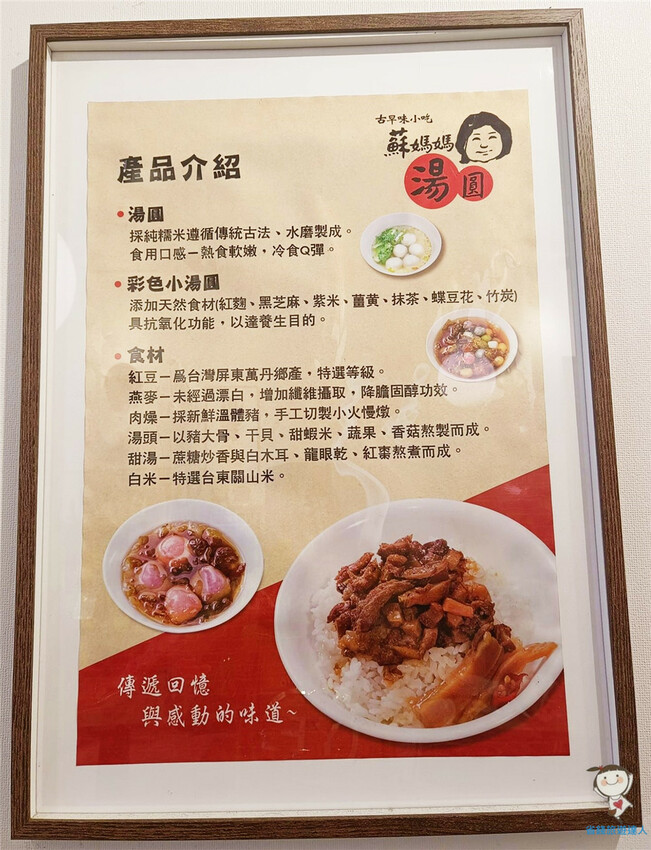 古早味小吃
蘇媽媽
湯圓
產品介紹
•湯圓
採純糯米遵循傳統古法、水磨製成。
食用口感－熱食軟嫩，冷食Q彈。
•彩色小湯圓
添加天然食材(紅麴、黑芝麻、紫米、薑黃、抹茶、蝶豆花、竹炭)
具抗氧化功能，以達養生目的。
•食材
紅豆－為台灣屏東萬丹鄉產，特選等級。
燕麥－未經過漂白，增加纖維攝取，降膽固醇功效。
肉燥－採新鮮溫體豬，手工切製小火慢燉。
湯頭－以豬大骨、干貝、甜蝦米、蔬果、香菇熬製而成。
甜湯－蔗糖炒香與白木耳、龍眼乾、紅棗熬煮而成。
白米－特選台東關山米。
傳遞回憶
與感動的味道~